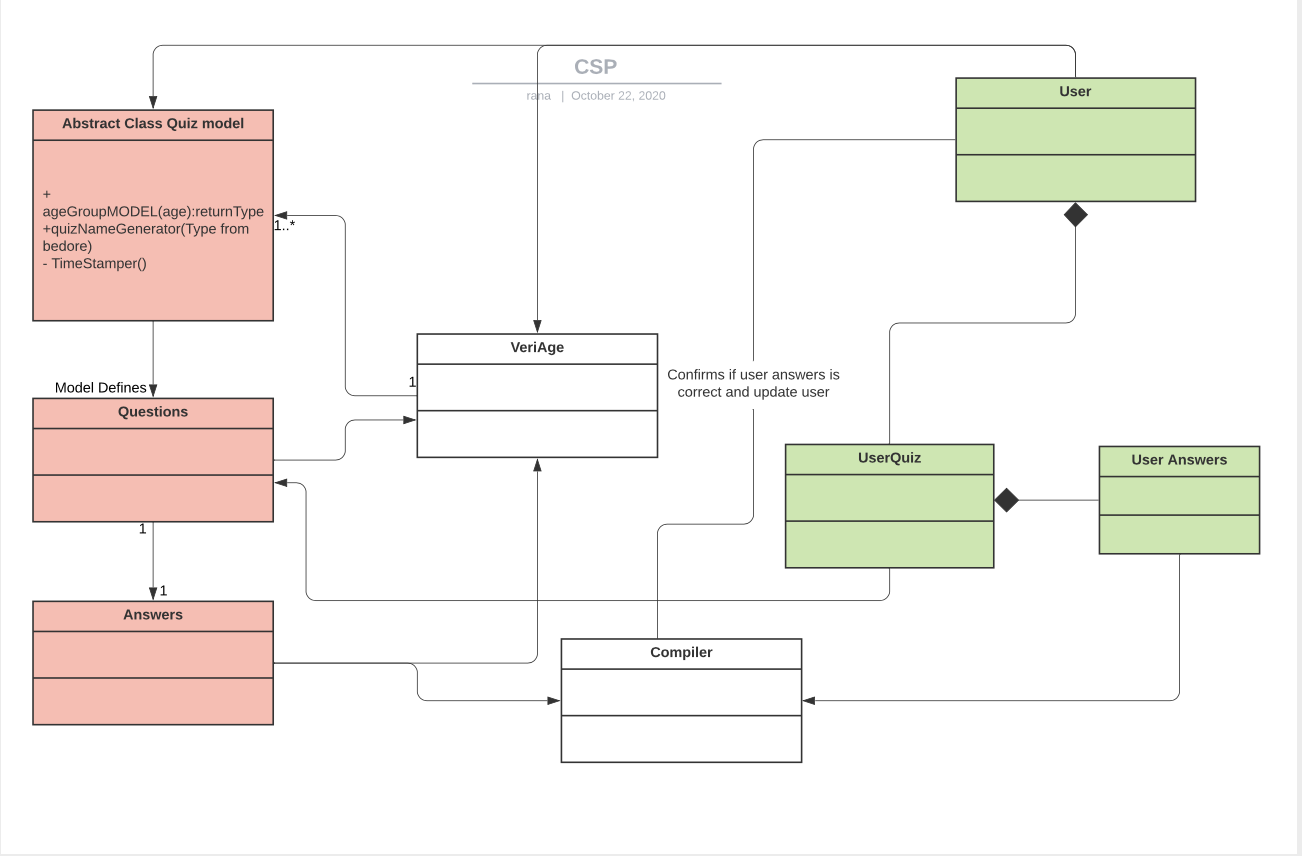 CSP
rana | October 22, 2020
User
Abstract Class Quiz model
+
ageGroupMODEL(age):returnType
+quizNameGenerator(Type from
bedore)
- TimeStamper()
1..*
VeriAge
1
Confirms if user answers is
correct and update user
Model Defines
Questions
UserQuiz
User Answers
1
1
Answers
Compiler